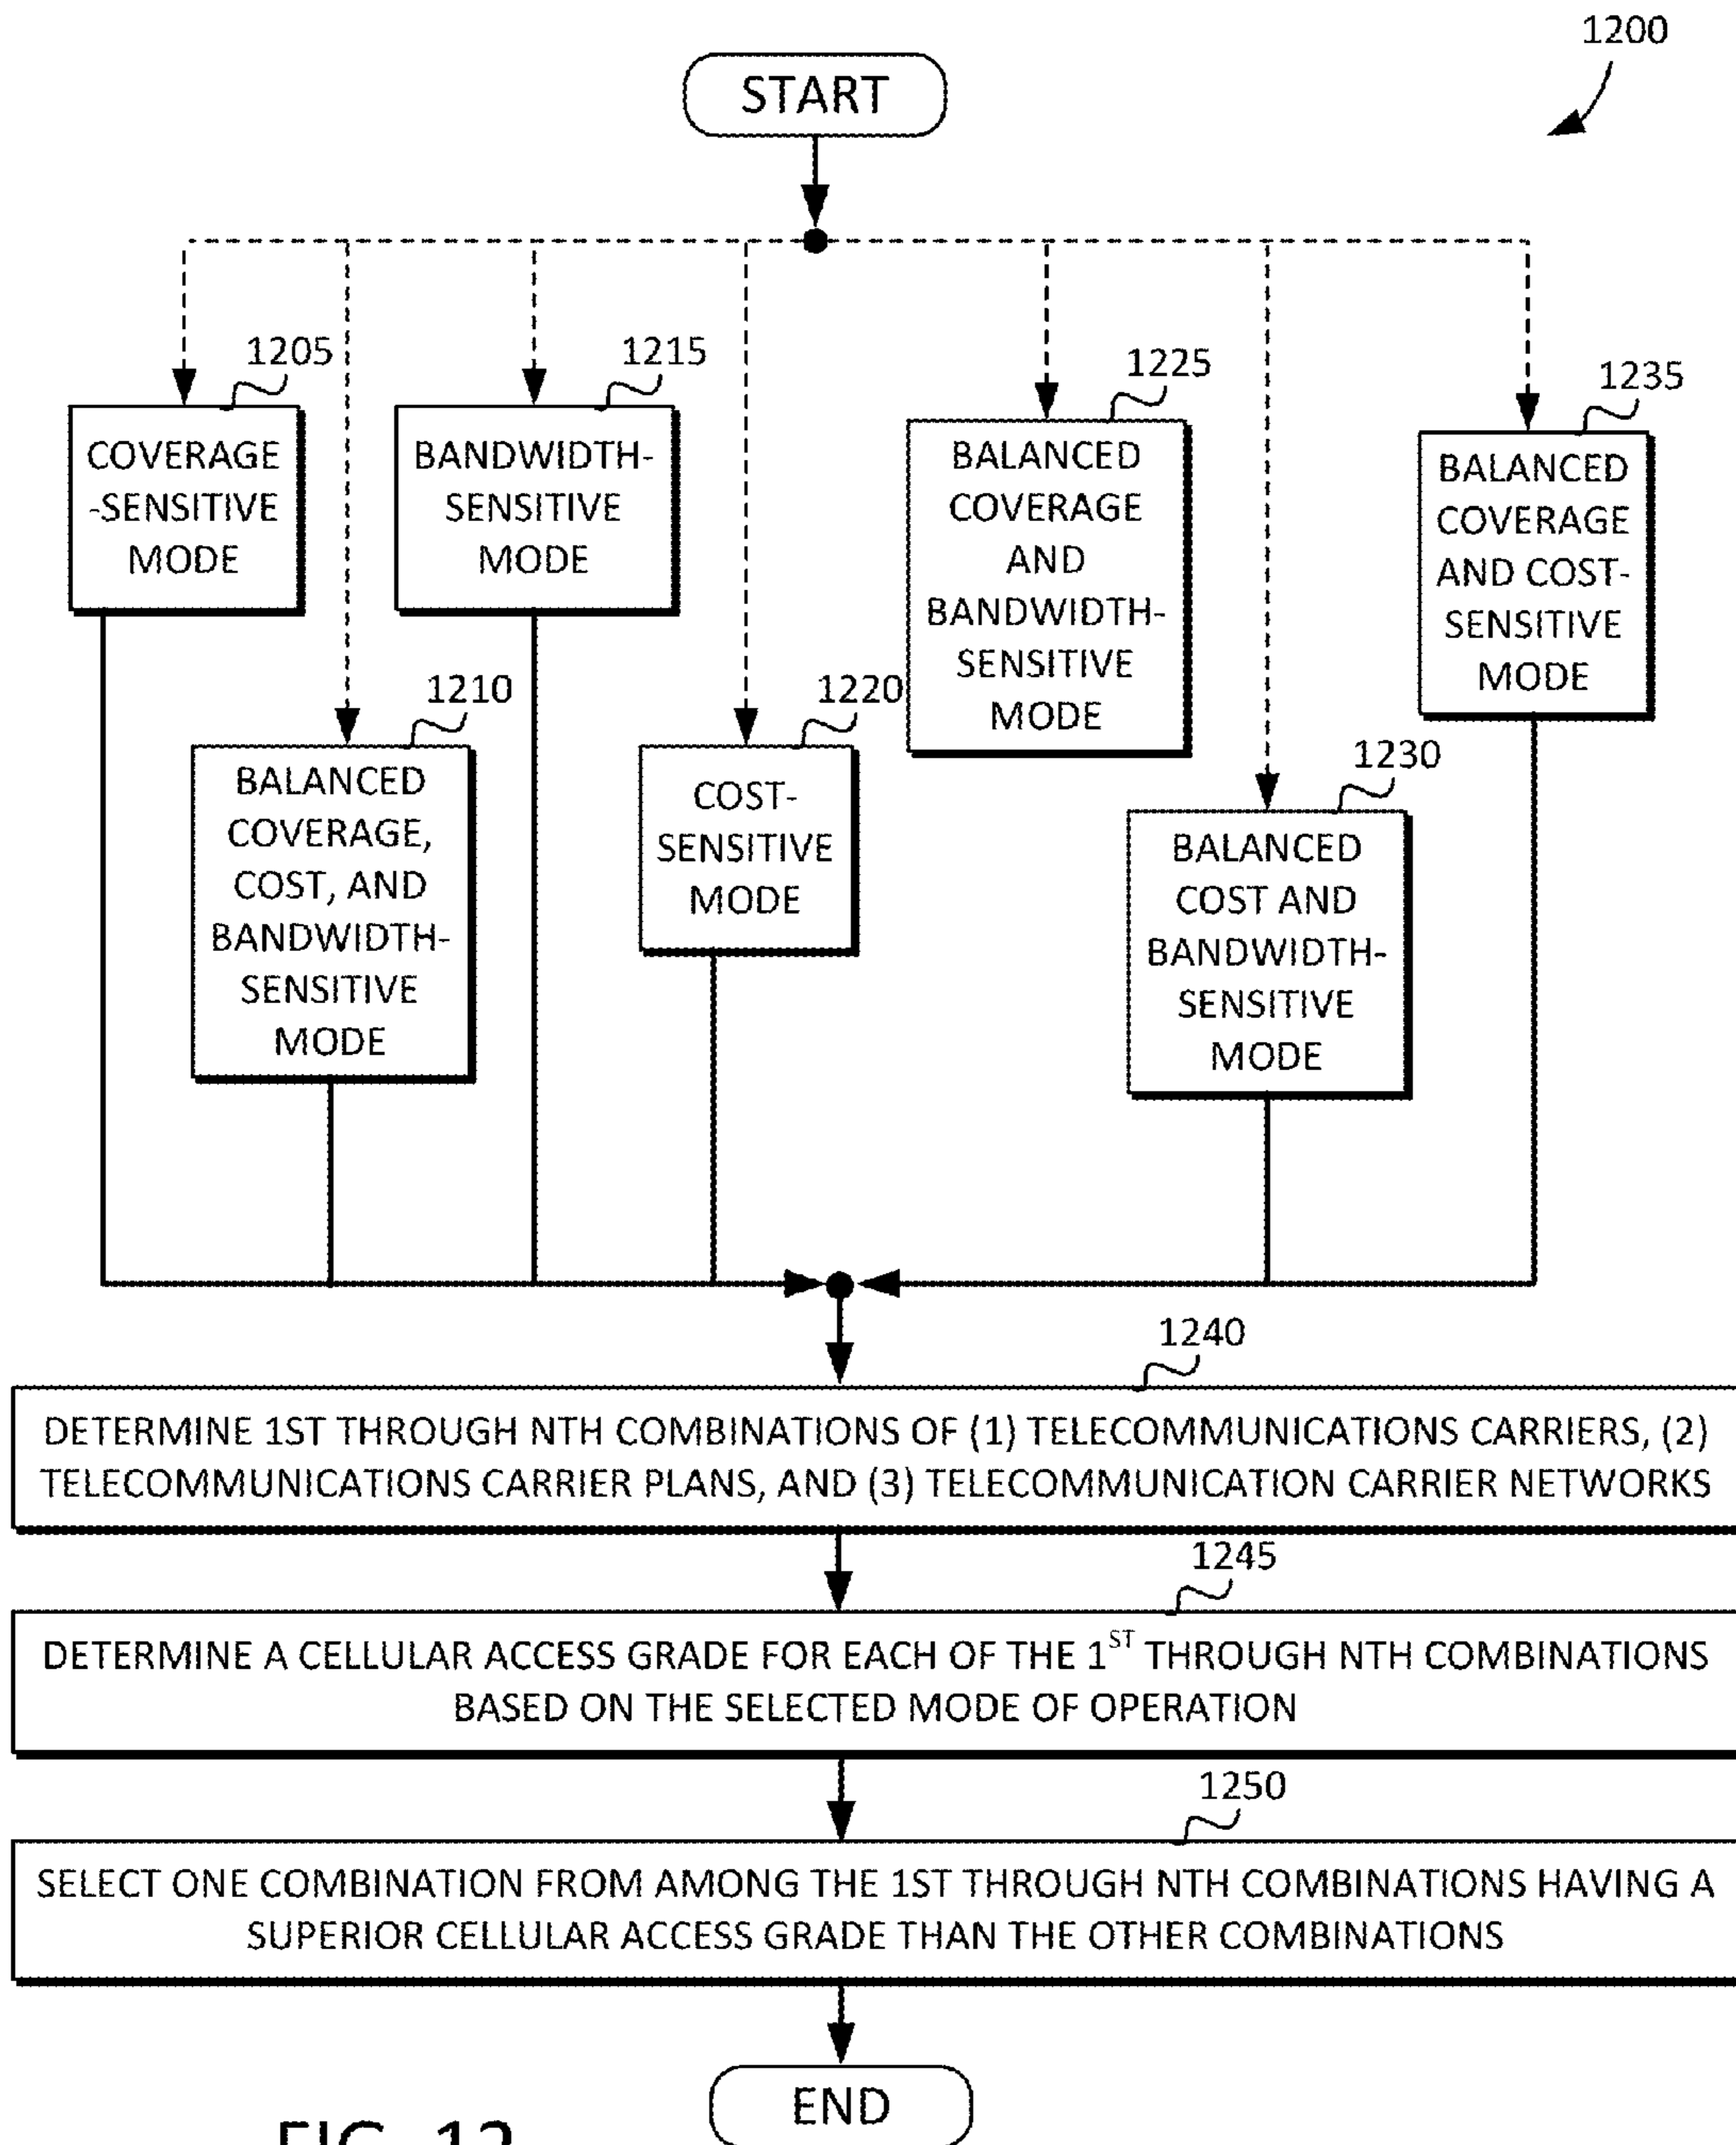 1200
START
1205
COVERAGE
-SENSITIVE
MODE
1215
BANDWIDTH-
SENSITIVE
MODE
1225
BALANCED
COVERAGE
AND
BANDWIDTH-
SENSITIVE
MODE
1235
BALANCED
COVERAGE
AND COST-
SENSITIVE
MODE
1210
BALANCED
COVERAGE,
COST, AND
BANDWIDTH-
SENSITIVE
MODE
1220
COST-
SENSITIVE
MODE
1230
BALANCED
COST AND
BANDWIDTH-
SENSITIVE
MODE
1240
DETERMINE 1ST THROUGH NTH COMBINATIONS OF (1) TELECOMMUNICATIONS CARRIERS, (2)
TELECOMMUNICATIONS CARRIER PLANS, AND (3) TELECOMMUNICATION CARRIER NETWORKS
1245
DETERMINE A CELLULAR ACCESS GRADE FOR EACH OF THE 1ST THROUGH NTH COMBINATIONS
BASED ON THE SELECTED MODE OF OPERATION
1250
SELECT ONE COMBINATION FROM AMONG THE 1ST THROUGH NTH COMBINATIONS HAVING A
SUPERIOR CELLULAR ACCESS GRADE THAN THE OTHER COMBINATIONS
END
FIG. 12